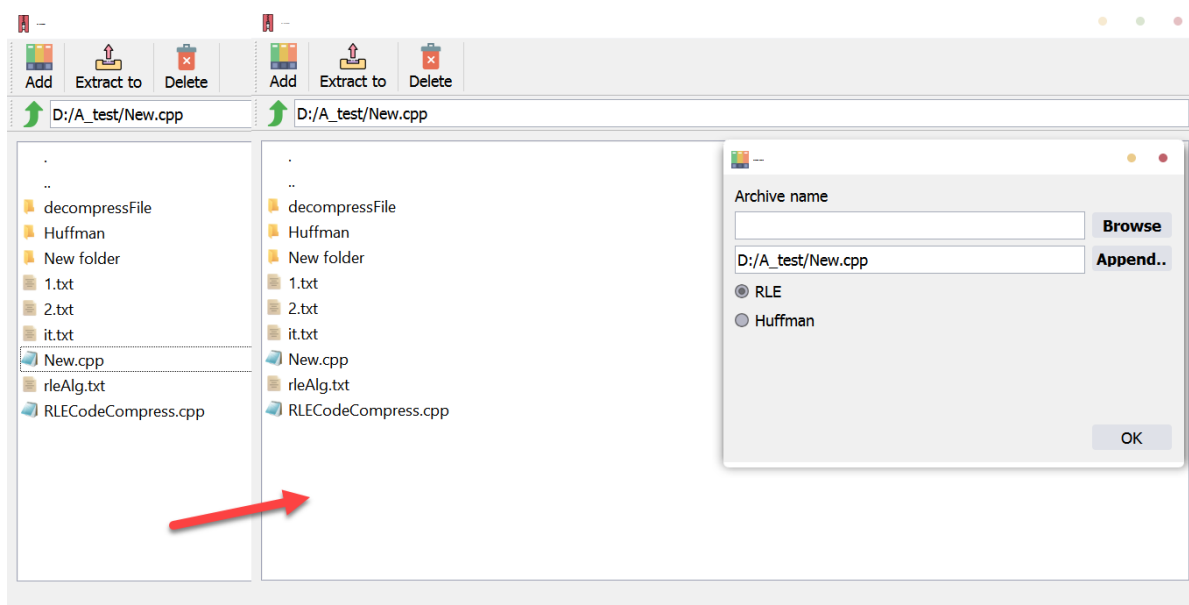 Add Extract to Delete
D:/A_test/New.cpp
.
..
decompressFile
Huffman
New folder
1.txt
2.txt
it.txt
New.cpp
rleAlg.txt
RLECodeCompress.cpp
Add Extract to Delete
D:/A_test/New.cpp
.
..
decompressFile
Huffman
New folder
1.txt
2.txt
it.txt
New.cpp
rleAlg.txt
RLECodeCompress.cpp
Archive name
Browse
D:/A_test/New.cpp Append..
RLE
Huffman
OK